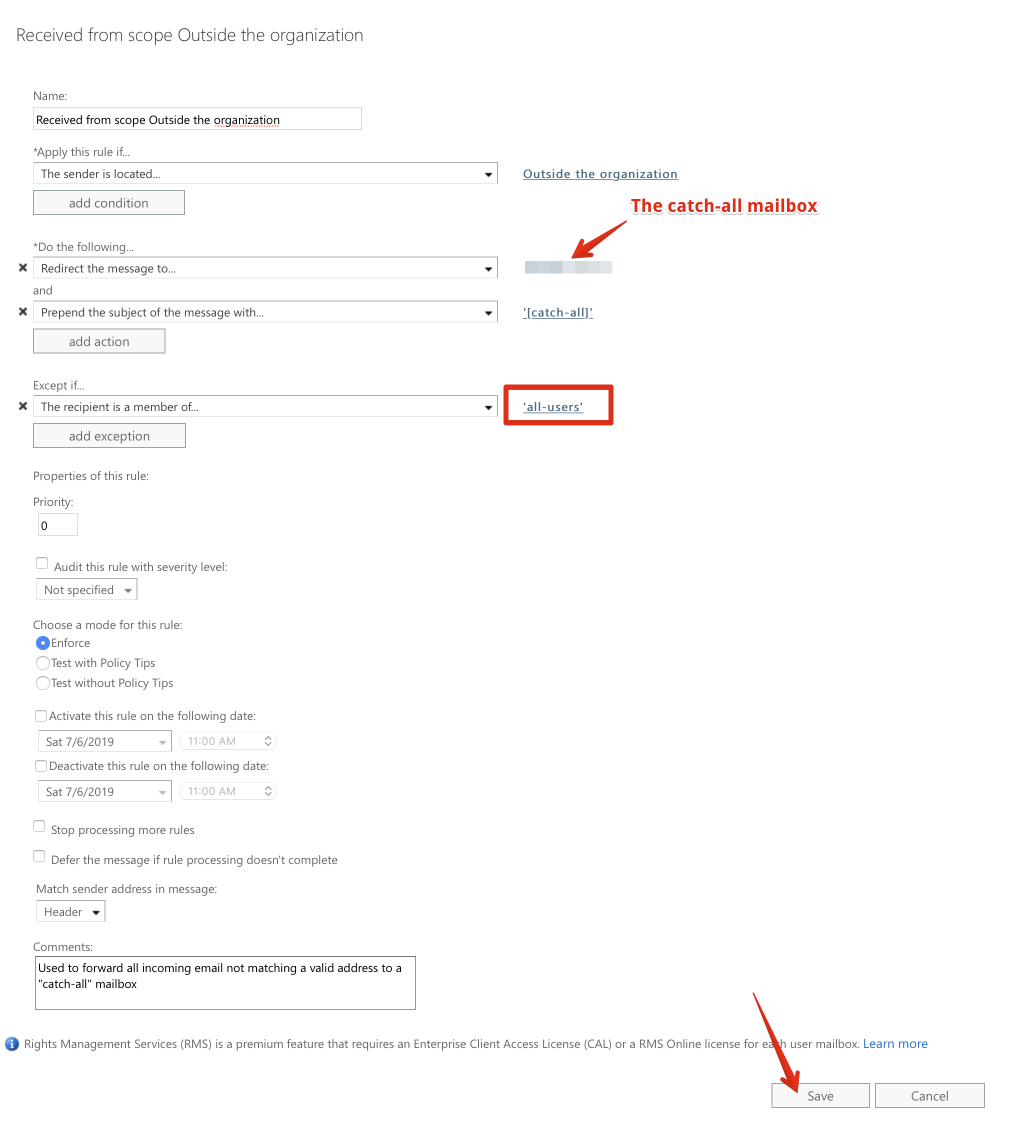 Received from scope Outside the organization
Name:
Received from scope Outside the organization
*Apply this rule if...
The sender is located...
Outside the organization
add condition
The catch-all mailbox
*Do the following...
Redirect the message to...
and
Prepend the subject of the message with...
'[catch-all]'
add action
Except if...
The recipient is a member of...
'all-users'
add exception
Properties of this rule:
Priority:
0
Audit this rule with severity level:
Not specified
Choose a mode for this rule:
Enforce
Test with Policy Tips
Test without Policy Tips
Activate this rule on the following date:
Sat 7/6/2019 11:00 AM
Deactivate this rule on the following date:
Sat 7/6/2019 11:00 AM
Stop processing more rules
Defer the message if rule processing doesn't complete
Match sender address in message:
Header
Comments:
Used to forward all incoming email not matching a valid address to a
"catch-all" mailbox
Rights Management Services (RMS) is a premium feature that requires an Enterprise Client Access License (CAL) or a RMS Online license for each user mailbox. Learn more
Save Cancel